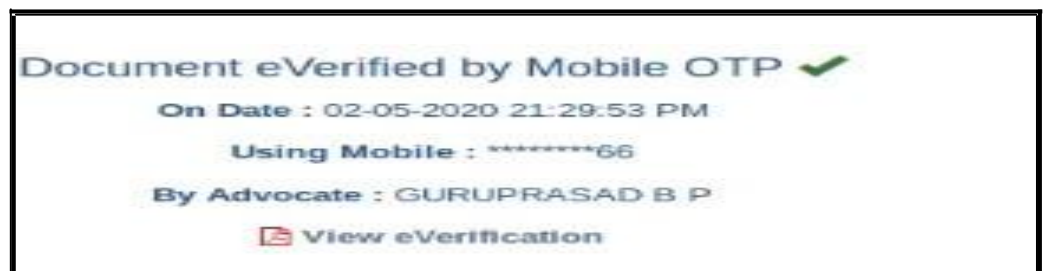 Document eVerified by Mobile OTP ✔
On Date : 02-05-2020 21:29:53 PM
Using Mobile : ********66
By Advocate : GURUPRASAD B P
View eVerification